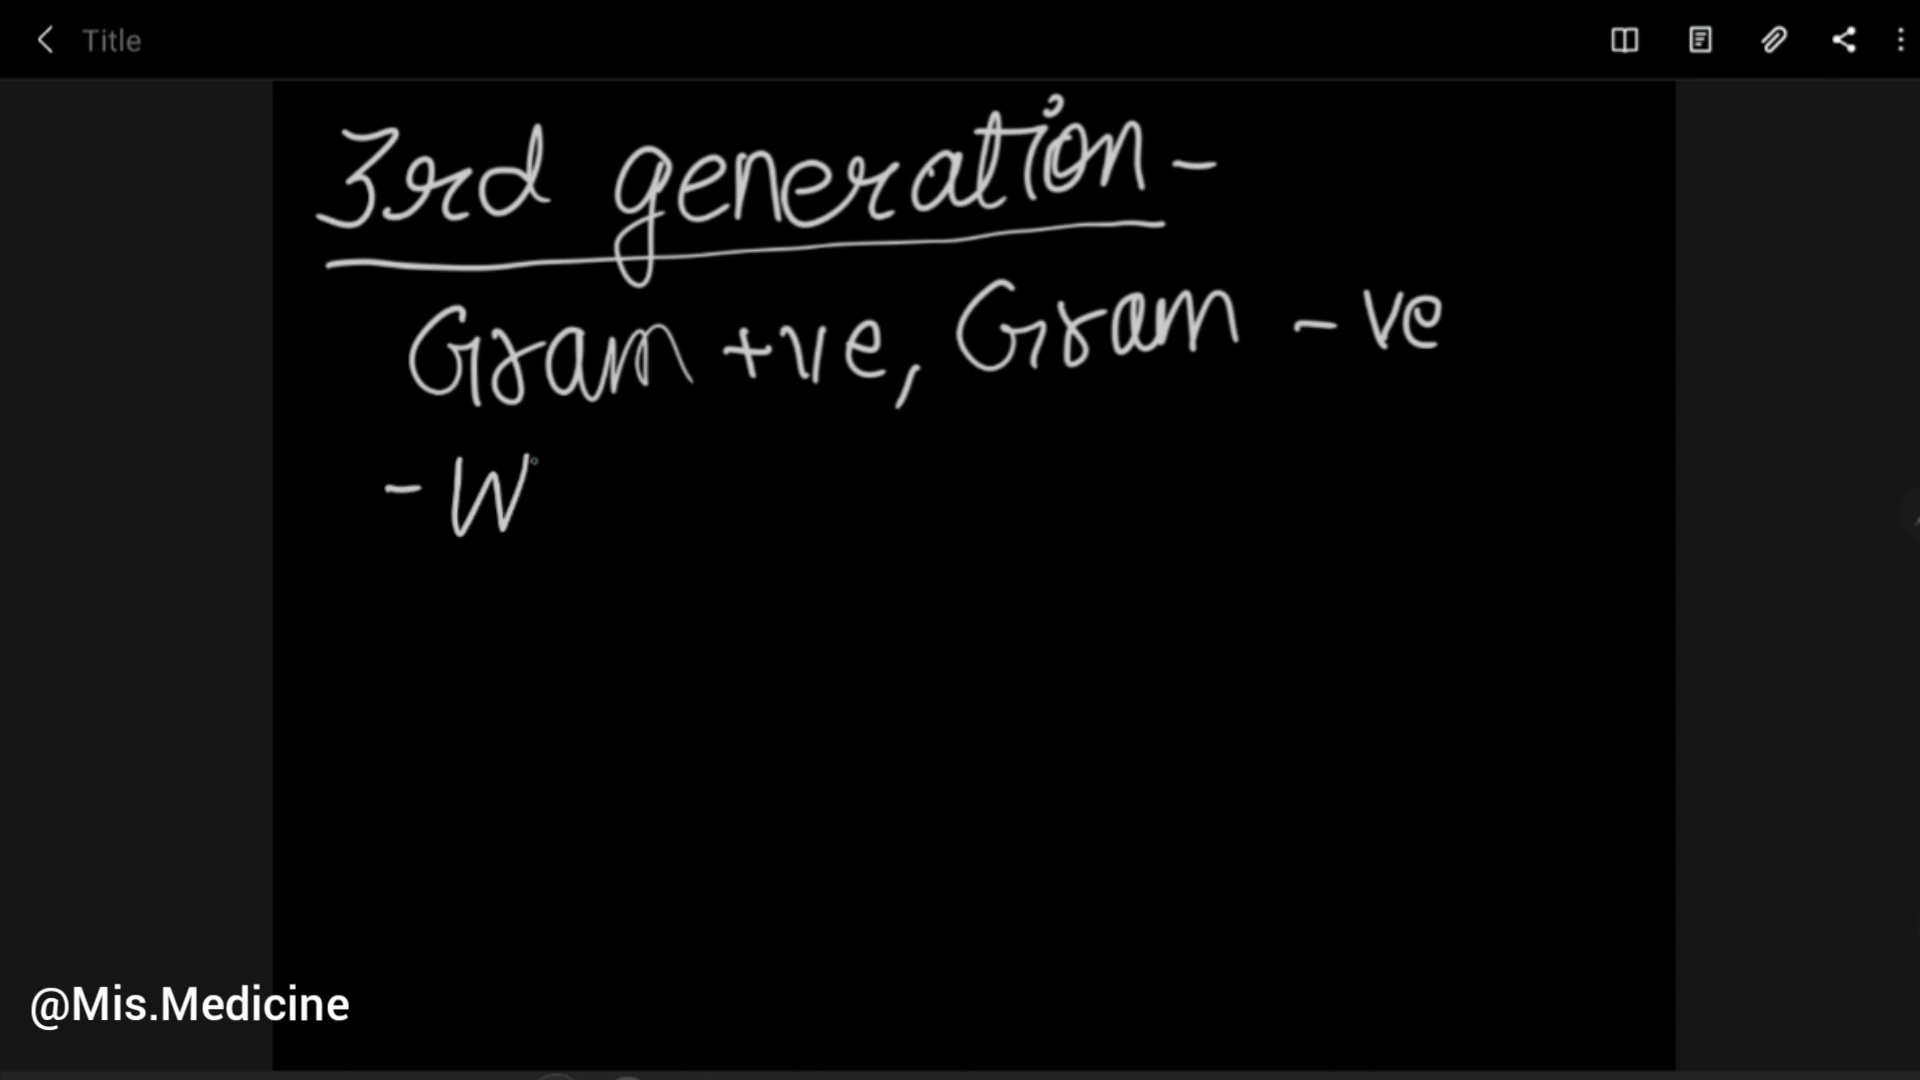 Title
3rd generation -
Gram +ve, Gram -ve
- W
@Mis.Medicine